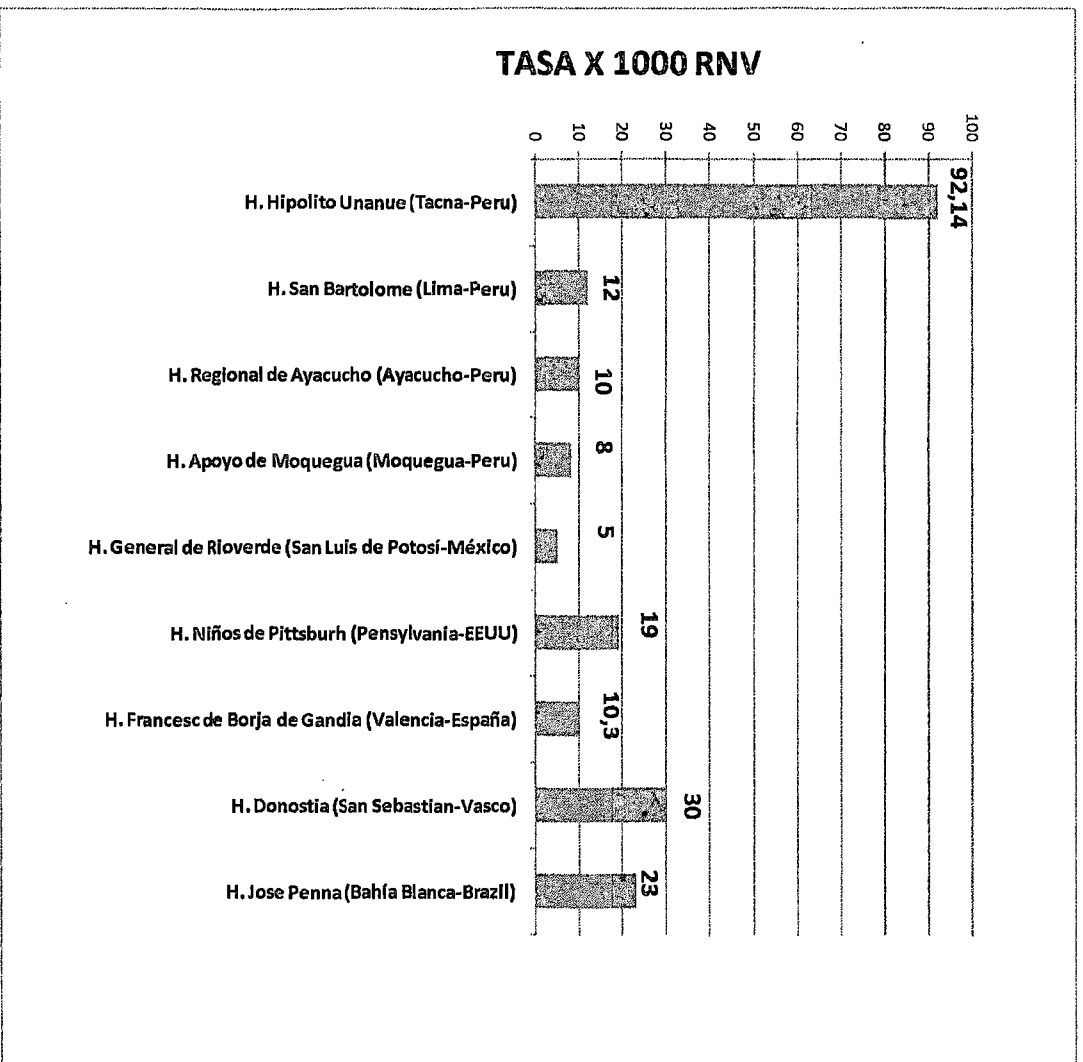 TASA X 1000 RNV
0
10
20
30
40
50
60
70
80
90
100
H. Hipolito Unanue (Tacna-Peru)
92,14
H. San Bartolome (Lima-Peru)
12
H. Regional de Ayacucho (Ayacucho-Peru)
10
H. Apoyo de Moquegua (Moquegua-Peru)
8
H. General de Rioverde (San Luis de Potosí-México)
5
H. Niños de Pittsburh (Pensylvania-EEUU)
19
H. Francesc de Borja de Gandia (Valencia-España)
10,3
H. Donostia (San Sebastian-Vasco)
30
H. Jose Penna (Bahía Blanca-Brazil)
23